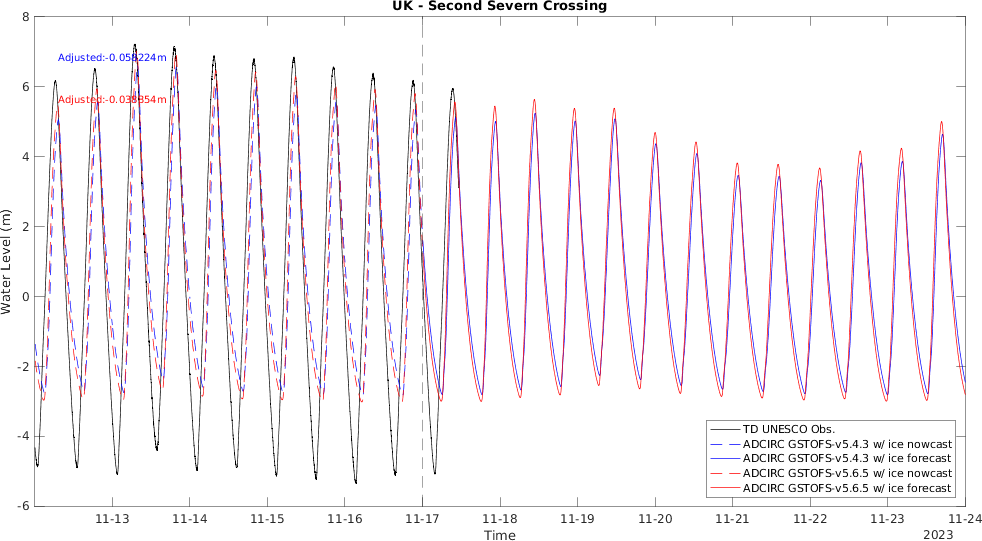 UK - Second Severn Crossing
8
6
4
2
0
-2
-4
-6
Water Level (m)
Adjusted:-0.058224m
TD UNESCO Obs.
ADCIRC GSTOFS-v5.4.3 w/ ice nowcast
ADCIRC GSTOFS-v5.4.3 w/ ice forecast
ADCIRC GSTOFS-v5.6.5 w/ ice nowcast
ADCIRC GSTOFS-v5.6.5 w/ ice forecast
11-13
11-14
11-15
11-16
11-17
11-18
11-19
11-20
11-21
11-22
11-23
11-24
Time
2023